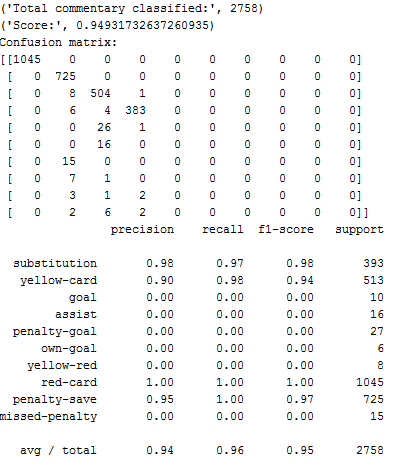 ('Total commentary classified:', 2758)
('Score:', 0.94931732637260935)
Confusion matrix:
[[1045 0 0 0 0 0 0 0 0 0]
[ 0 725 0 0 0 0 0 0 0 0]
[ 0 8 504 1 0 0 0 0 0 0]
[ 0 6 4 383 0 0 0 0 0 0]
[ 0 0 26 1 0 0 0 0 0 0]
[ 0 0 16 0 0 0 0 0 0 0]
[ 0 15 0 0 0 0 0 0 0 0]
[ 0 7 1 0 0 0 0 0 0 0]
[ 0 3 1 2 0 0 0 0 0 0]
[ 0 2 6 2 0 0 0 0 0 0]]
precision recall f1-score support
substitution 0.98 0.97 0.98 393
yellow-card 0.90 0.98 0.94 513
goal 0.00 0.00 0.00 10
assist 0.00 0.00 0.00 16
penalty-goal 0.00 0.00 0.00 27
own-goal 0.00 0.00 0.00 6
yellow-red 0.00 0.00 0.00 8
red-card 1.00 1.00 1.00 1045
penalty-save 0.95 1.00 0.97 725
missed-penalty 0.00 0.00 0.00 15
avg / total 0.94 0.96 0.95 2758